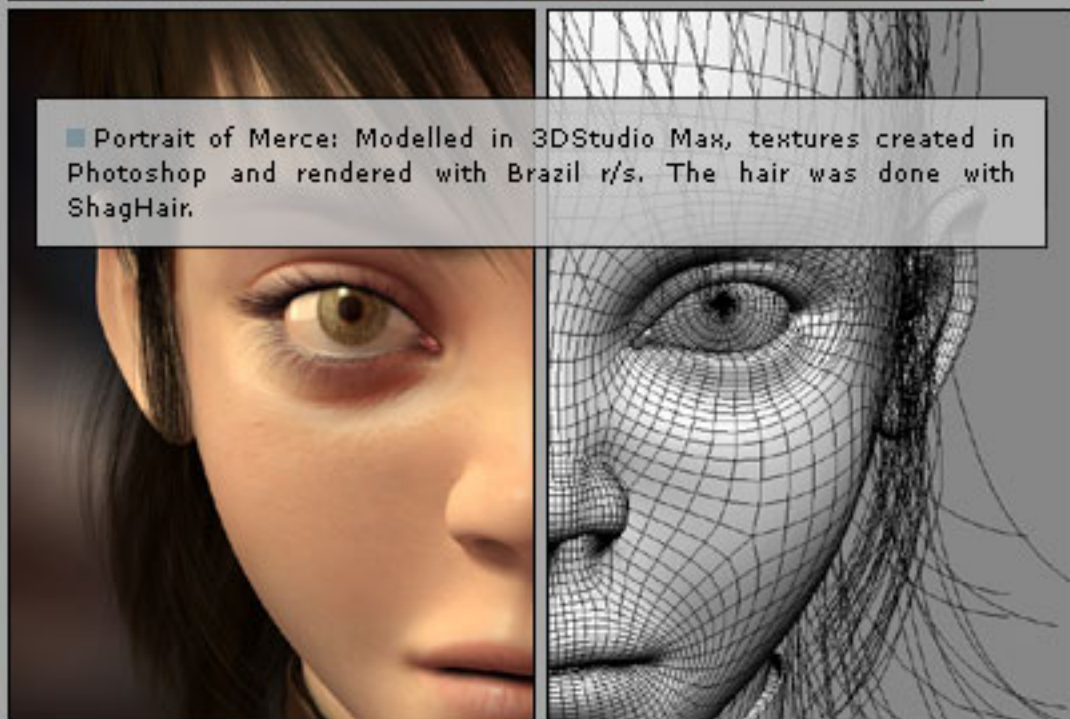 Portrait of Merce: Modelled in 3DStudio Max, textures created in
Photoshop and rendered with Brazil r/s. The hair was done with
ShagHair.